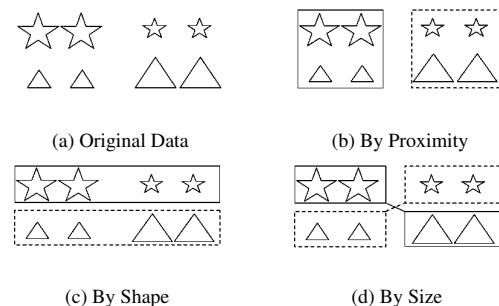 (a) Original Data
(b) By Proximity
(c) By Shape
(d) By Size